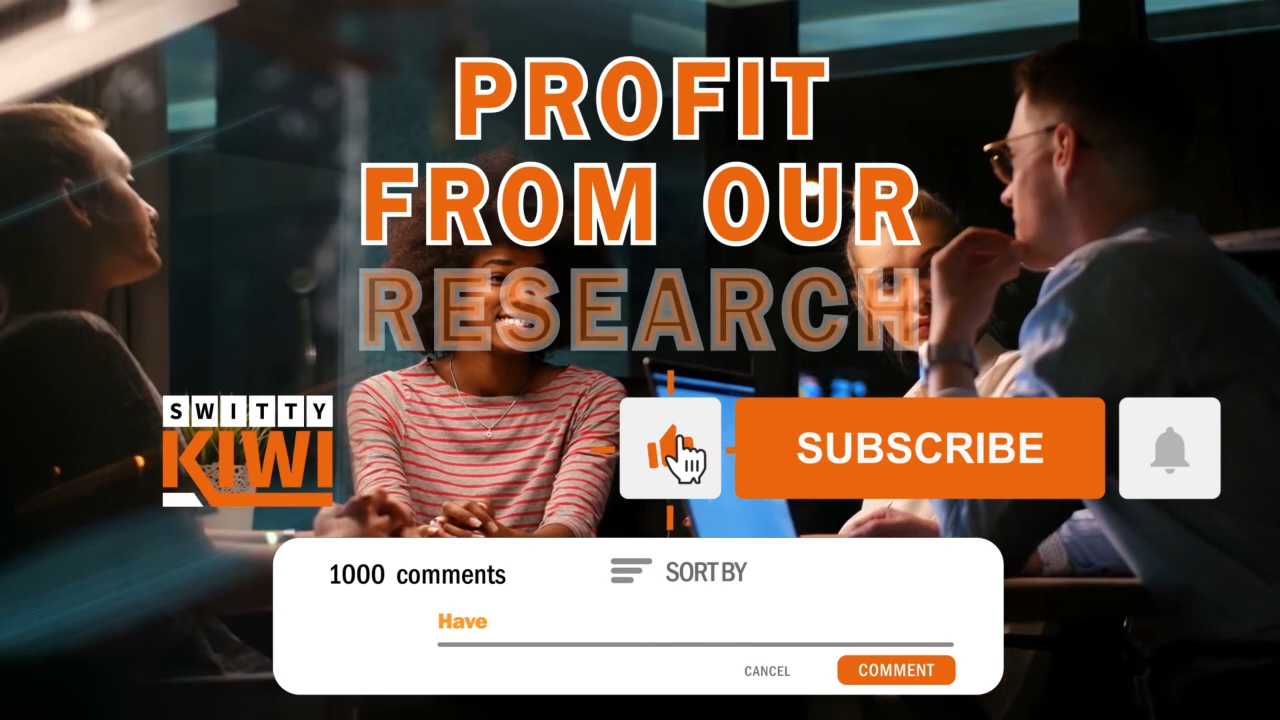 PROFIT
FROM OUR
RESEARCH
SWITTY
KIWI
SUBSCRIBE
1000 comments
SORT BY
Have
CANCEL
COMMENT